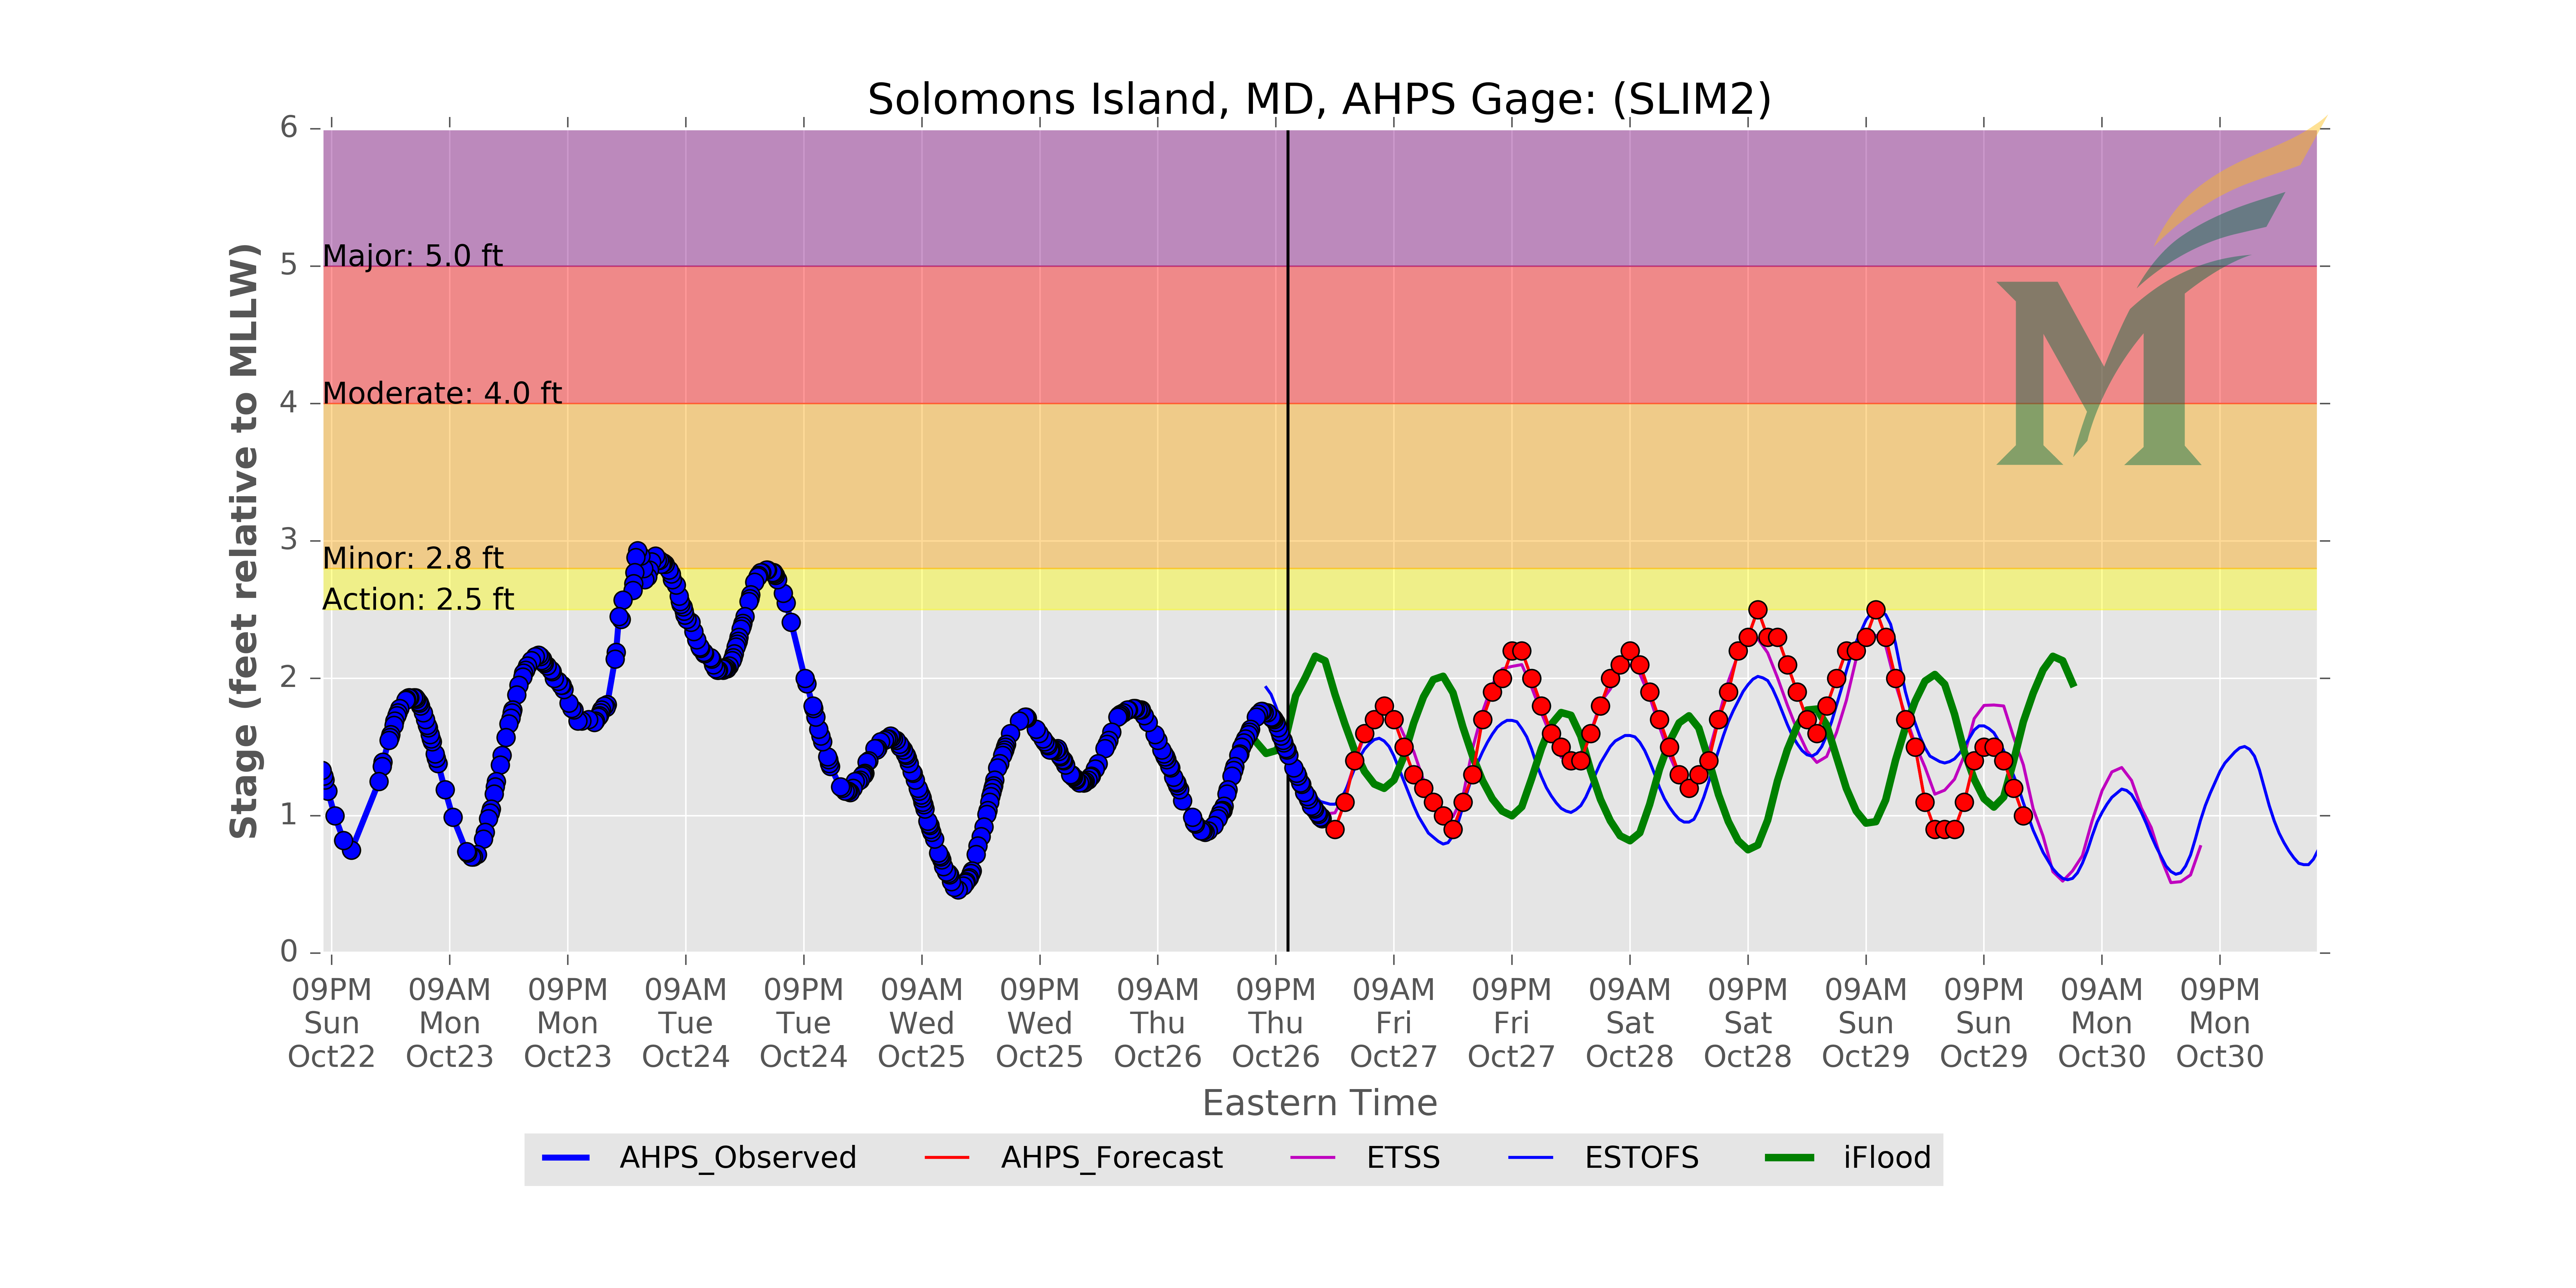 Solomons Island, MD, AHPS Gage: (SLIM2)
6
5
4
3
2
1
0
Stage (feet relative to MLLW)
Major: 5.0 ft
Moderate: 4.0 ft
Minor: 2.8 ft
Action: 2.5 ft
M
09PM 09AM 09PM 09AM 09PM 09AM 09PM 09AM 09PM 09AM 09PM 09AM 09PM 09AM 09PM 09AM 09PM
Sun Mon Mon Tue Tue Wed Wed Thu Thu Fri Fri Sat Sat Sun Sun Mon Mon
Oct22 Oct23 Oct23 Oct24 Oct24 Oct25 Oct25 Oct26 Oct26 Oct27 Oct27 Oct28 Oct28 Oct29 Oct29 Oct30 Oct30
Eastern Time
AHPS_Observed AHPS_Forecast ETSS ESTOFS iFlood